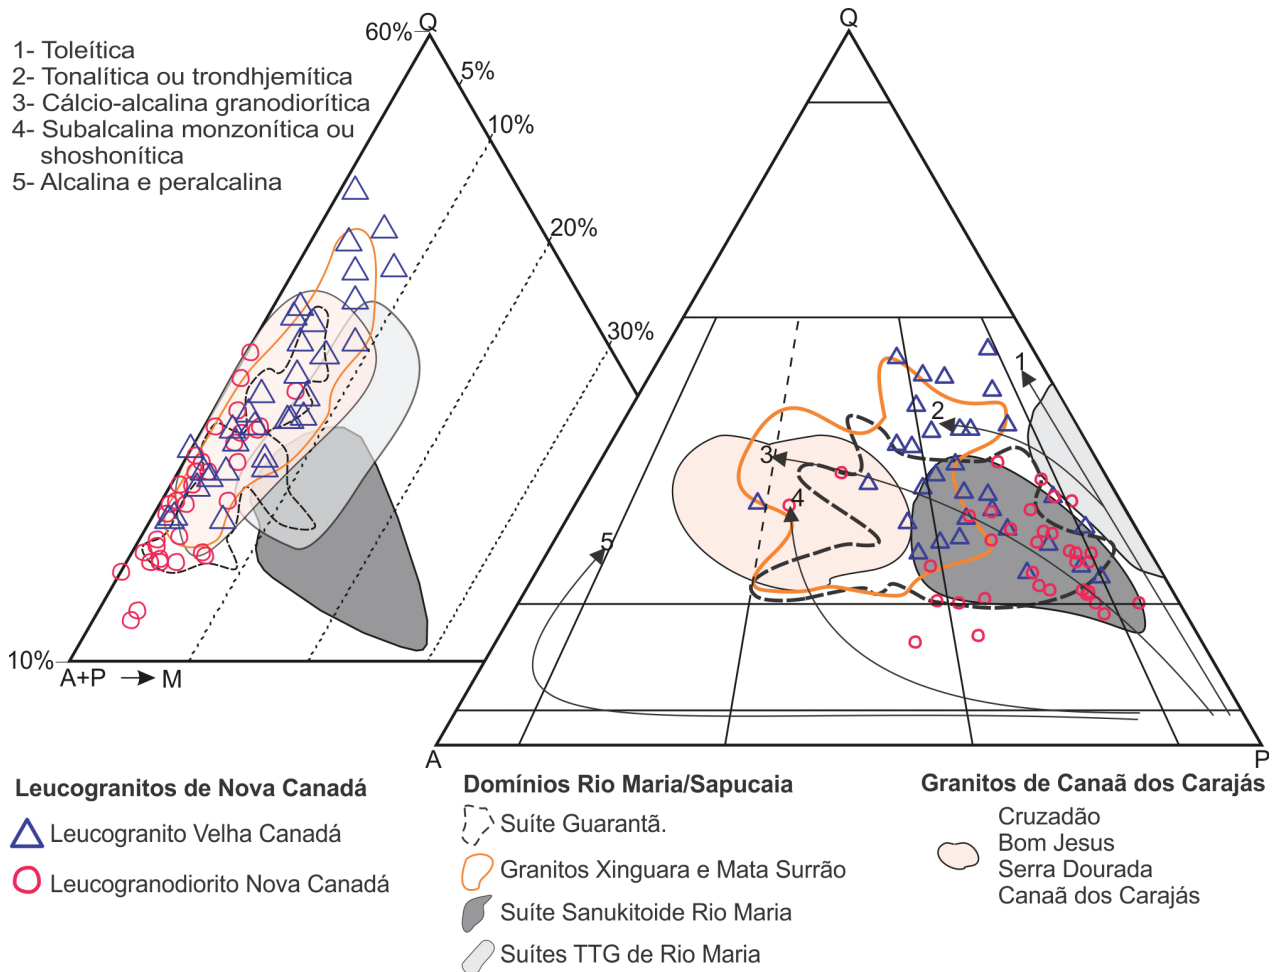 1- Toleítica
2- Tonalítica ou trondhjemítica
3- Cálcio-alcalina granodiorítica
4- Subalcalina monzonítica ou
shoshonítica
5- Alcalina e peralcalina
60%
Q
5%
10%
20%
30%
10%
A+P
M
Q
1
2
3
4
5
A
P
Leucogranitos de Nova Canadá
Leucogranito Velha Canadá
Leucogranodiorito Nova Canadá
Domínios Rio Maria/Sapucaia
Suíte Guarantã.
Granitos Xinguara e Mata Surrão
Suíte Sanukitoide Rio Maria
Suítes TTG de Rio Maria
Granitos de Canaã dos Carajás
Cruzadão
Bom Jesus
Serra Dourada
Canaã dos Carajás